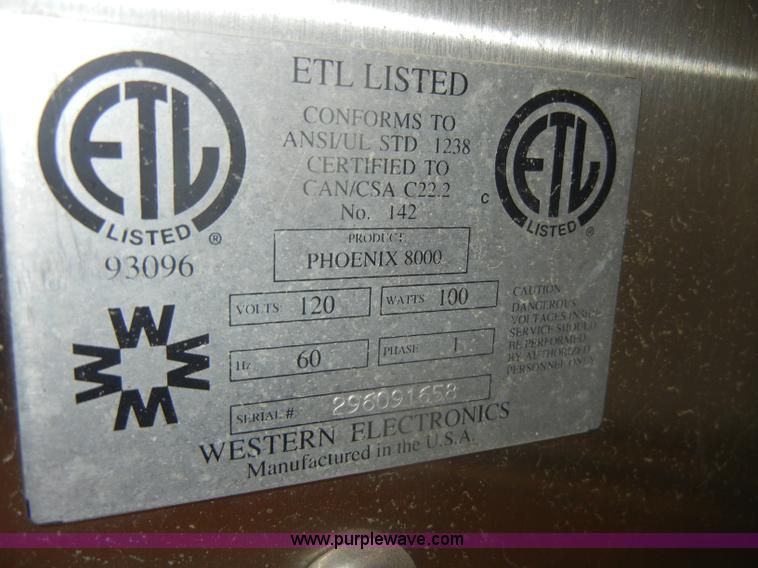 ETL LISTED
CONFORMS TO
ANSI/UL STD 1238
CERTIFIED TO
CAN/CSA C22.2
No. 142
ETL
LISTED ®
93096
C
ETL
LISTED ®
PRODUCT:
PHOENIX 8000
VOLTS 120
WATTS 100
Hz 60
PHASE 1
CAUTION
DANGEROUS
VOLTAGES INSIDE
SERVICE SHOULD
BE PERFORMED
BY AUTHORIZED
PERSONNEL ONLY
SERIAL # 296091658
WESTERN ELECTRONICS
Manufactured in the U.S.A.
www.purplewave.com